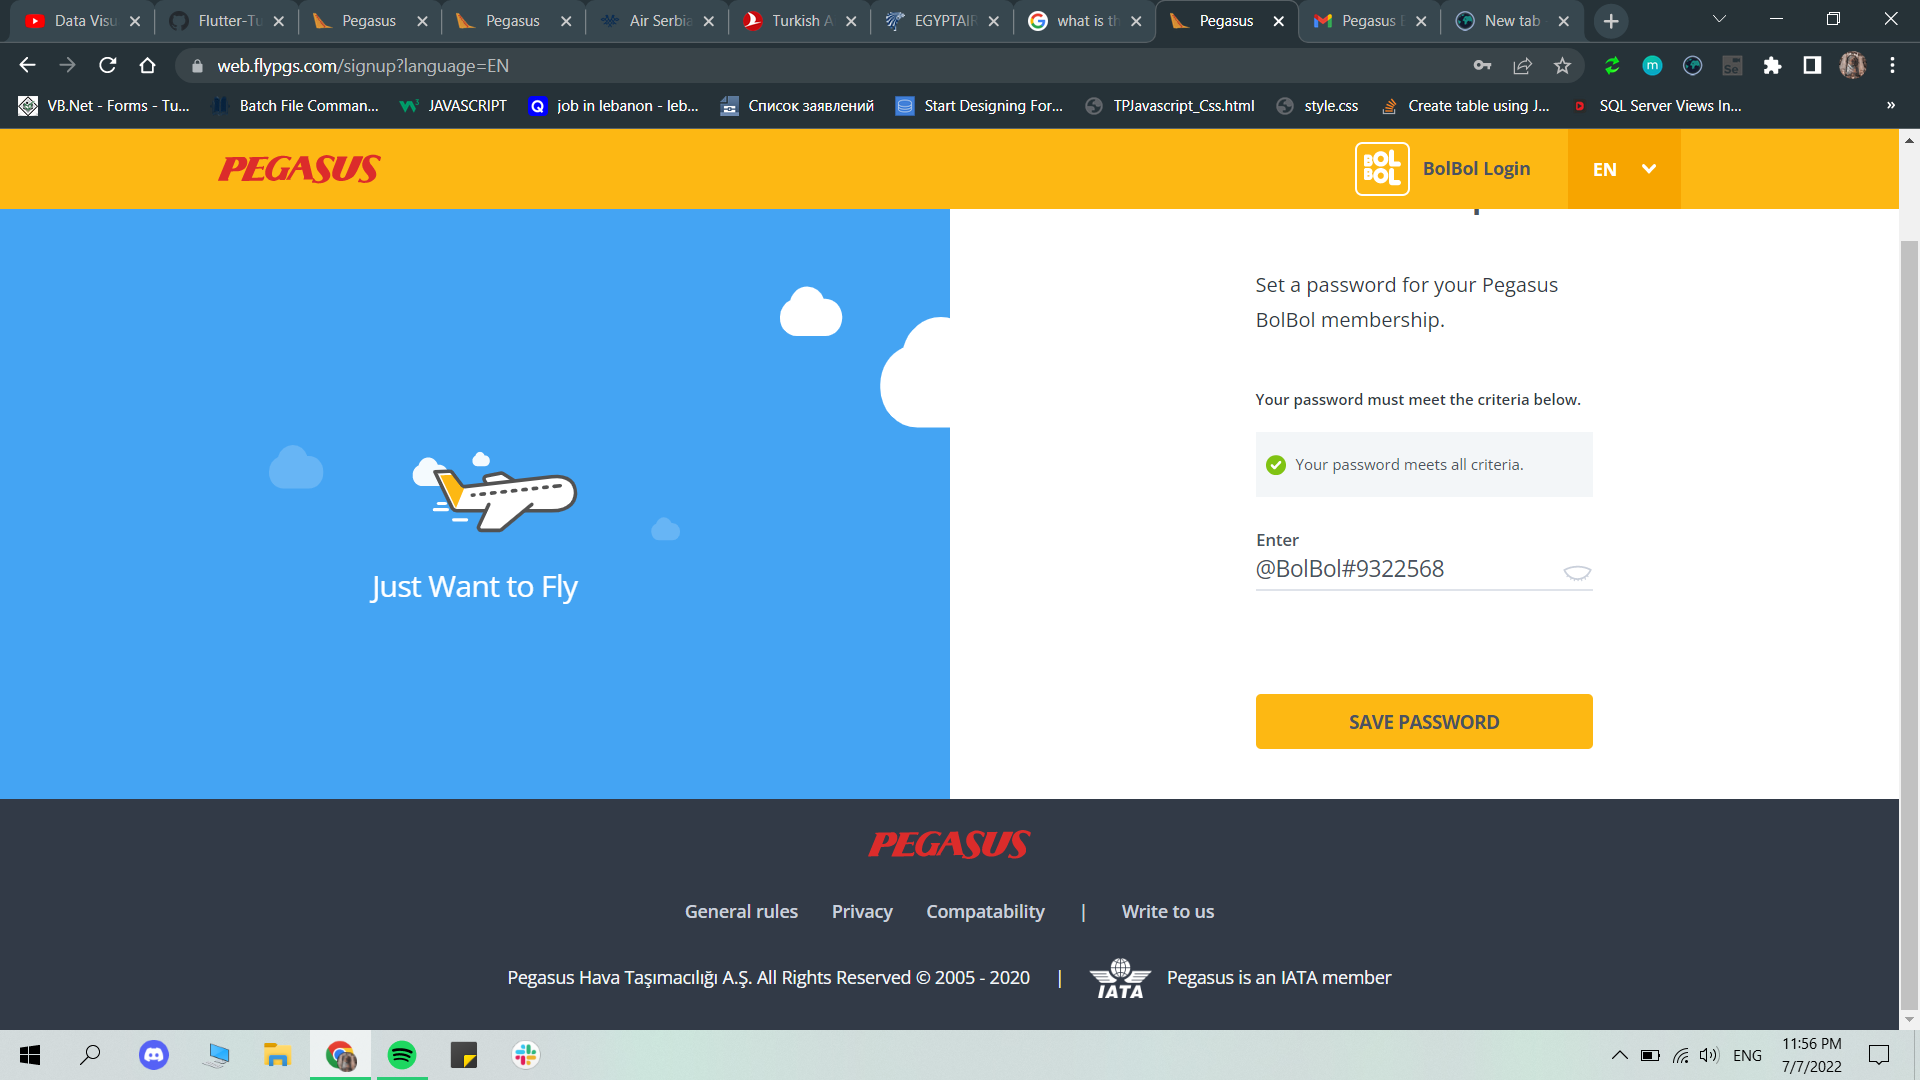 Data Visu
Flutter-Tu
Pegasus
Pegasus
Air Serbia
Turkish A
EGYPTAIR
what is th
Pegasus
Pegasus B
New tab
web.flypgs.com/signup?language=EN
VB.Net - Forms - Tu...
Batch File Comman...
JAVASCRIPT
job in lebanon - leb...
Список заявлений
Start Designing For...
TPJavascript_Css.html
style.css
Create table using J...
SQL Server Views In...
PEGASUS
BOL BOL
BolBol Login
EN
Set a password for your Pegasus
BolBol membership.
Your password must meet the criteria below.
Your password meets all criteria.
Enter
@BolBol#9322568
Just Want to Fly
SAVE PASSWORD
PEGASUS
General rules
Privacy
Compatability
|
Write to us
Pegasus Hava Taşımacılığı A.Ş. All Rights Reserved © 2005 - 2020
|
IATA
Pegasus is an IATA member
ENG
11:56 PM
7/7/2022